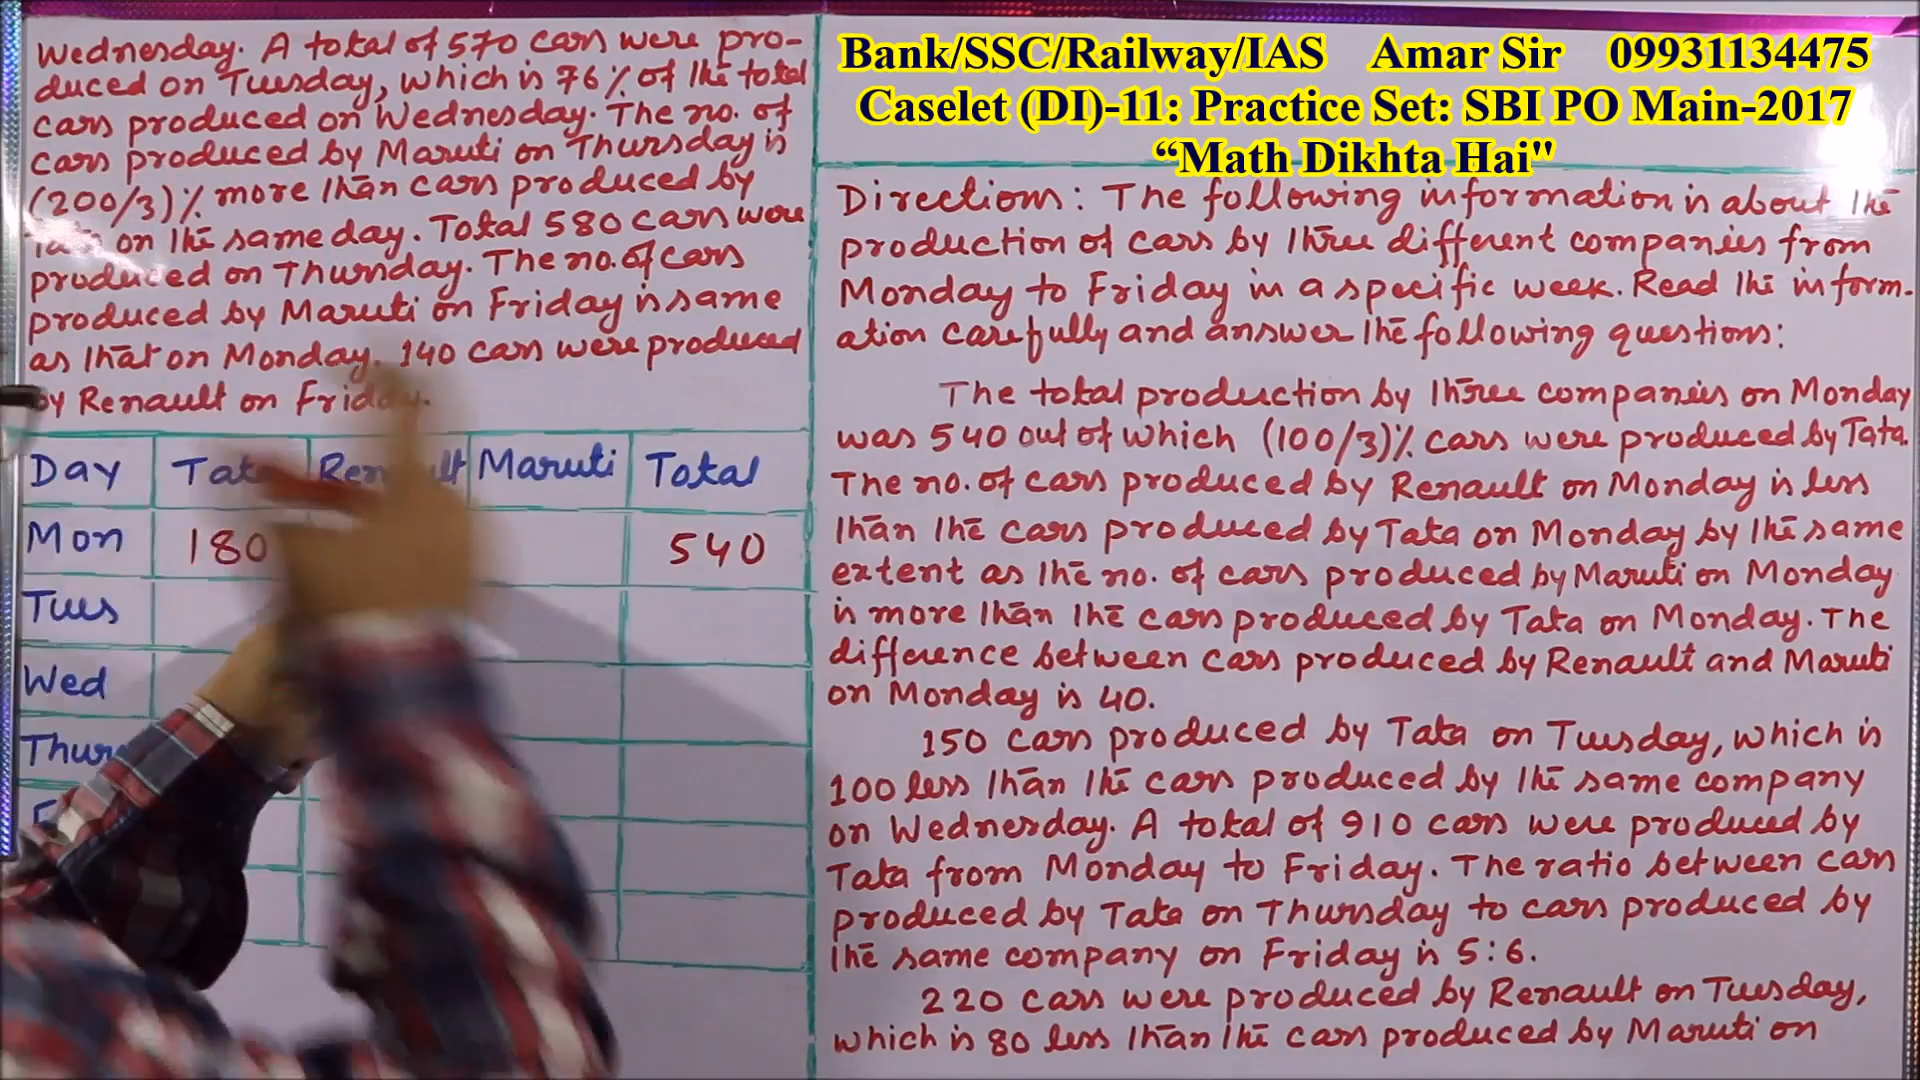 Bank/SSC/Railway/IAS Amar Sir 09931134475
Caselet (DI)-11: Practice Set: SBI PO Main-2017
“Math Dikhta Hai"
Directions: The following information is about the
production of cars by three different companies from
Monday to Friday in a specific week. Read the inform-
ation carefully and answer the following questions:
The total production by three companies on Monday
was 540 out of which (100/3)% cars were produced by Tata.
The no. of cars produced by Renault on Monday is less
than the cars produced by Tata on Monday by the same
extent as the no. of cars produced by Maruti on Monday
is more than the cars produced by Tata on Monday. The
difference between cars produced by Renault and Maruti
on Monday is 40.
150 cars produced by Tata on Tuesday, which is
100 less than the cars produced by the same company
on Wednesday. A total of 910 cars were produced by
Tata from Monday to Friday. The ratio between cars
produced by Tata on Thursday to cars produced by
the same company on Friday is 5:6.
220 cars were produced by Renault on Tuesday,
which is 80 less than the cars produced by Maruti on
Wednesday. A total of 570 cars were pro-
duced on Tuesday, which is 76% of the total
cars produced on Wednesday. The no. of
cars produced by Maruti on Thursday is
(200/3)% more than cars produced by
Tata on the same day. Total 580 cars were
produced on Thursday. The no. of cars
produced by Maruti on Friday is same
as that on Monday. 140 cars were produced
by Renault on Friday.
Day Tata Renault Maruti Total
Mon 180 540
Tues
Wed
Thurs